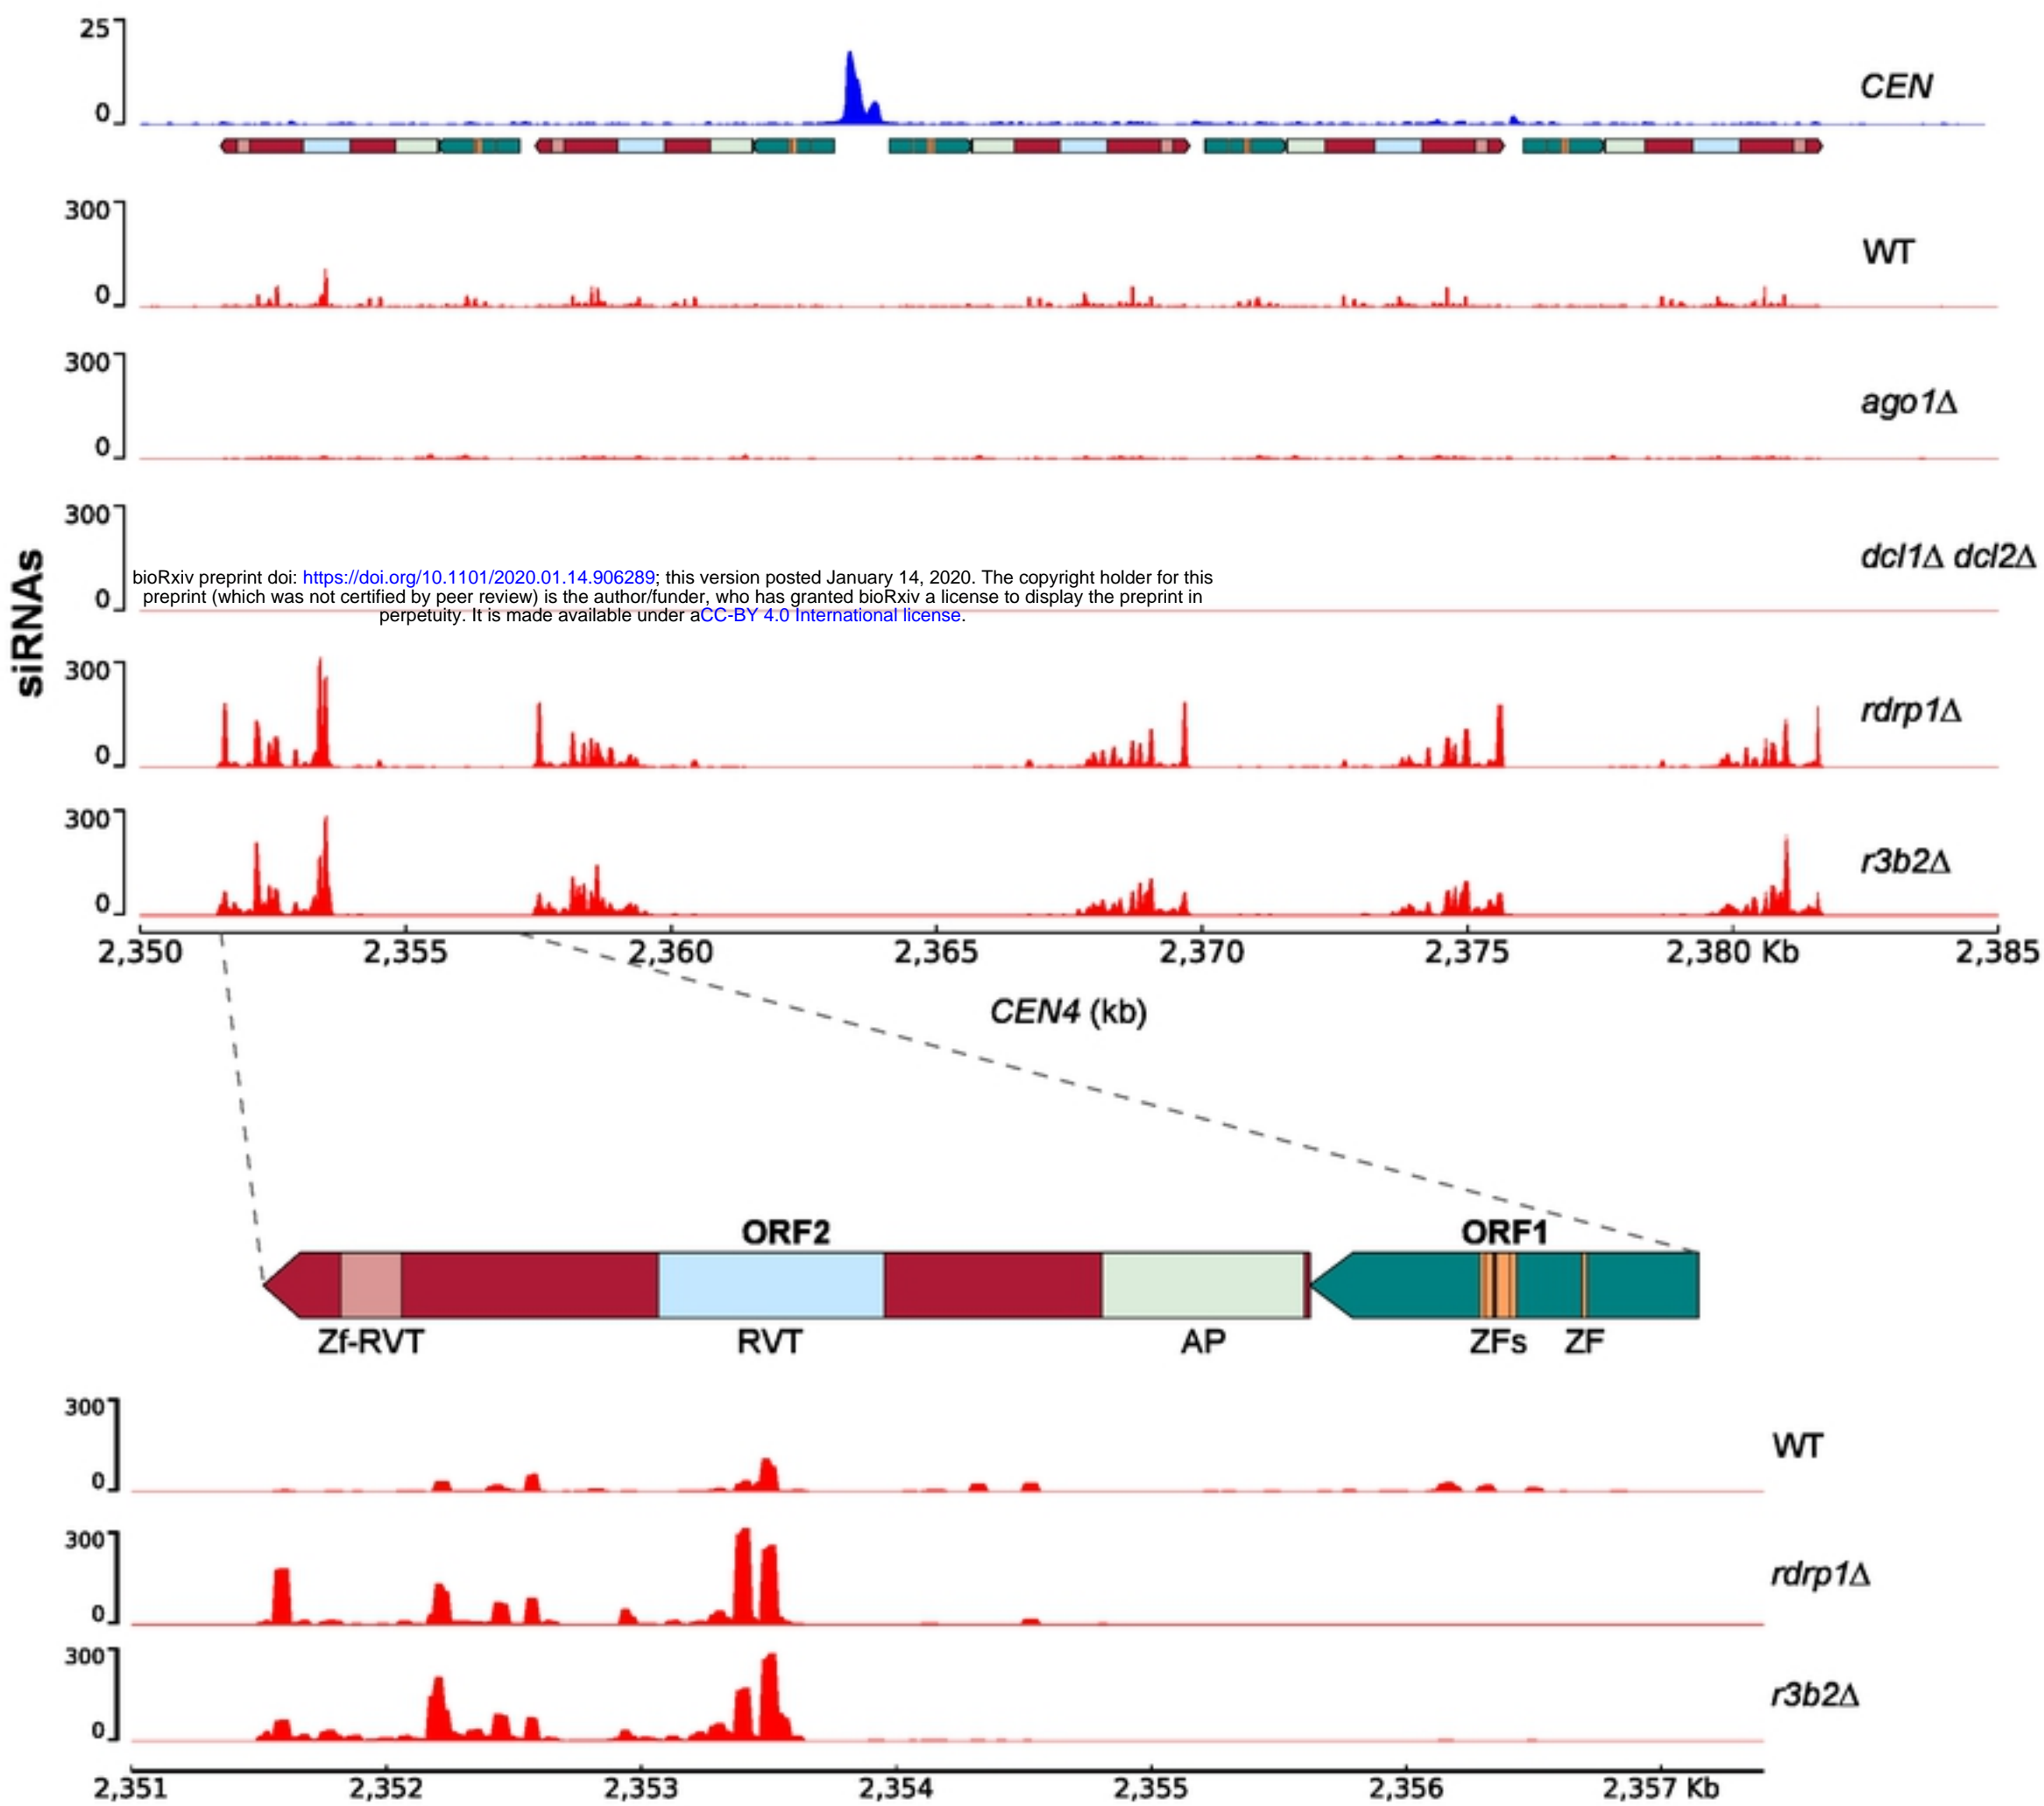 25
0
CEN
300
0
WT
300
0
ago1Δ
300
0
dcl1Δ dcl2Δ
siRNAs
bioRxiv preprint doi: https://doi.org/10.1101/2020.01.14.906289; this version posted January 14, 2020. The copyright holder for this
preprint (which was not certified by peer review) is the author/funder, who has granted bioRxiv a license to display the preprint in
perpetuity. It is made available under aCC-BY 4.0 International license.
300
0
rdrp1Δ
300
0
r3b2Δ
2,350 2,355 2,360 2,365 2,370 2,375 2,380 Kb 2,385
CEN4 (kb)
ORF2 ORF1
Zf-RVT RVT AP ZFs ZF
300
0
WT
300
0
rdrp1Δ
300
0
r3b2Δ
2,351 2,352 2,353 2,354 2,355 2,356 2,357 Kb